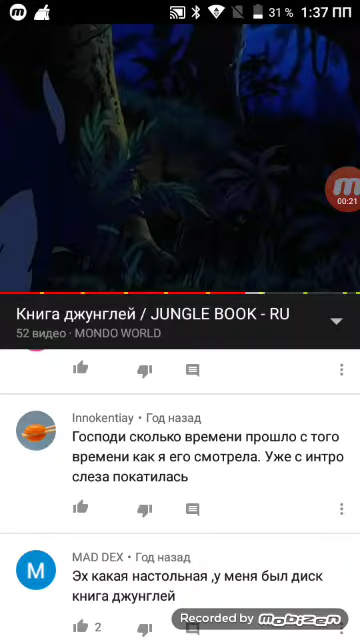 31 % 1:37 ПП
00:21
Книга джунглей / JUNGLE BOOK - RU
52 видео · MONDO WORLD
Innokentiay • Год назад
Господи сколько времени прошло с того
времени как я его смотрела. Уже с интро
слеза покатилась
M
MAD DEX • Год назад
Эх какая настольная ,у меня был диск
книга джунглей
2
Recorded by mobizen